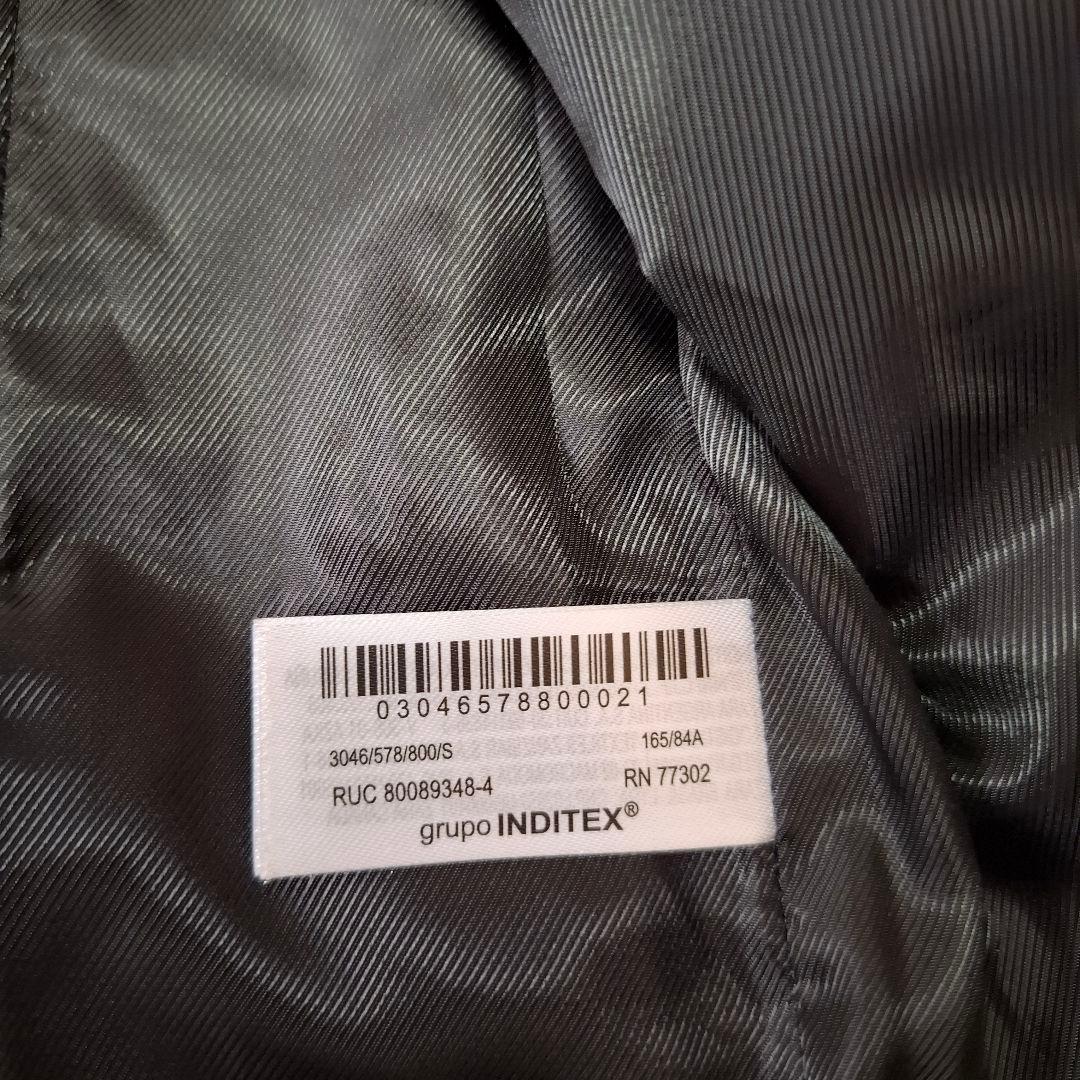 03046578800021
3046/578/800/S 165/84A
RUC 80089348-4 RN 77302
grupo INDITEX®